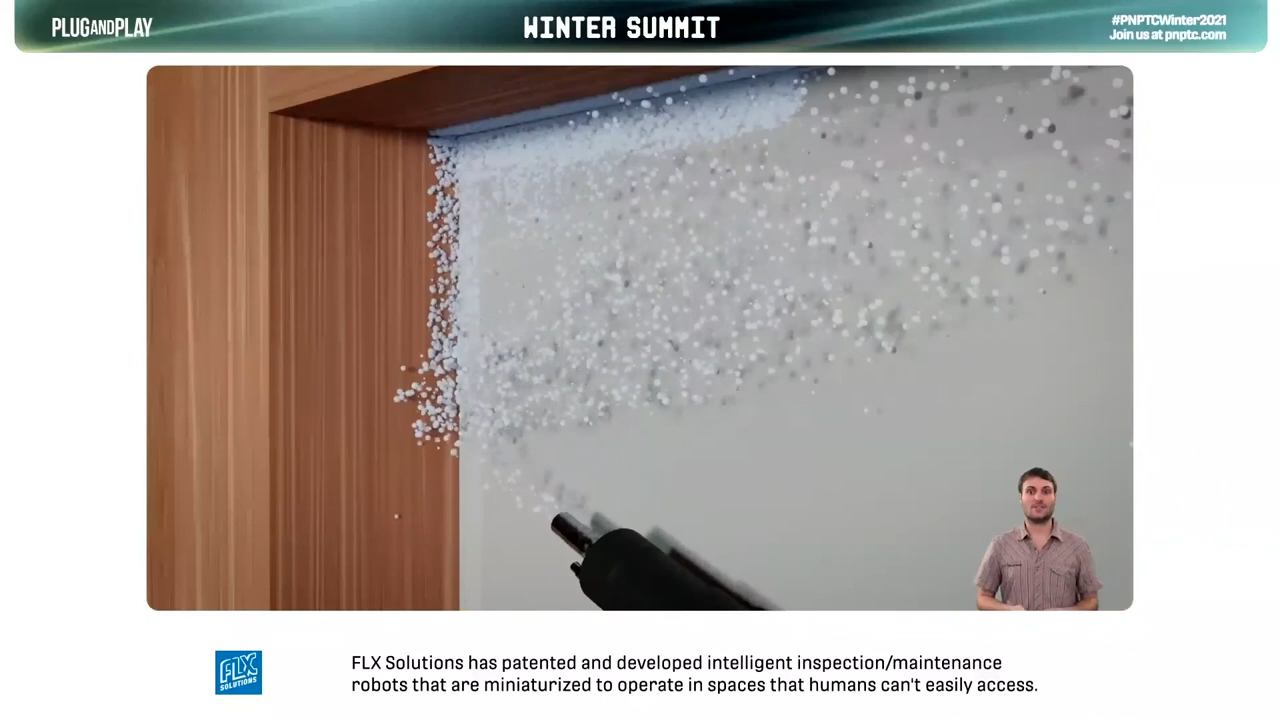 PLUGANDPLAY
WINTER SUMMIT
#PNPTCWinter2021
Join us at pnptc.com
FLX
SOLUTIONS
FLX Solutions has patented and developed intelligent inspection/maintenance
robots that are miniaturized to operate in spaces that humans can't easily access.